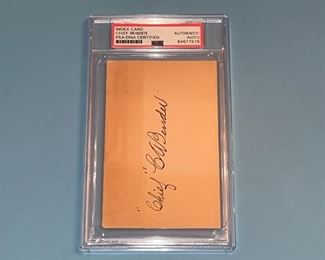 INDEX CARD
CHIEF BENDER
PSA/DNA CERTIFIED
AUTHENTIC
AUTO
"Chief" C A Bender